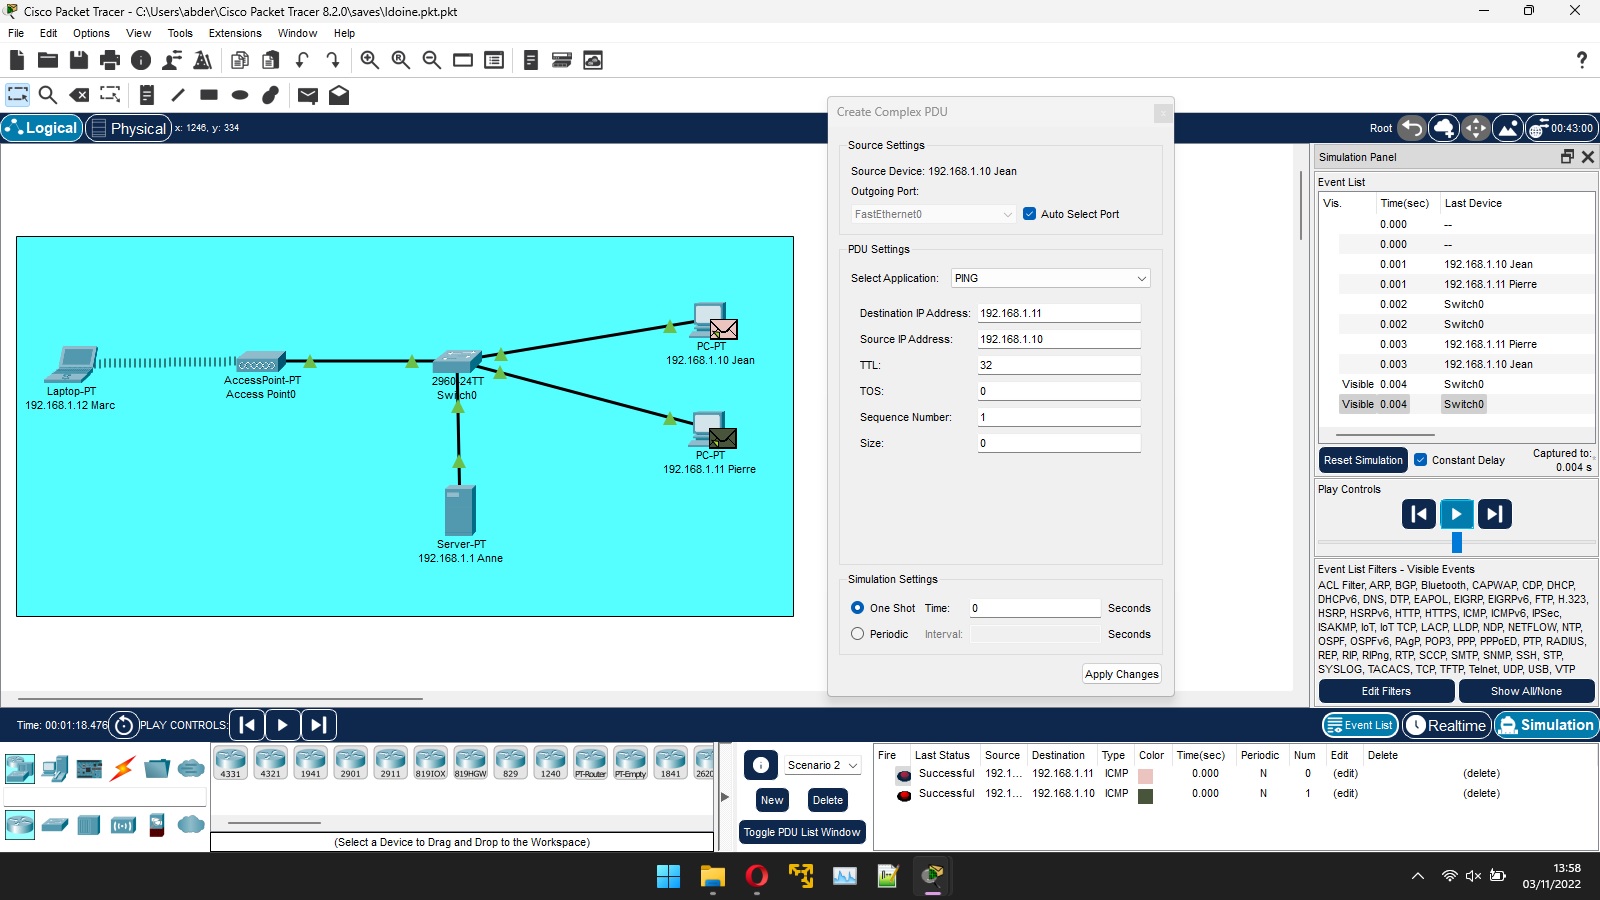 Cisco Packet Tracer - C:\Users\abder\Cisco Packet Tracer 8.2.0\saves\Idoine.pkt.pkt
File Edit Options View Tools Extensions Window Help
Logical Physical x: 1246, y: 334
Root 00:43:00
Create Complex PDU
Source Settings
Source Device: 192.168.1.10 Jean
Outgoing Port:
FastEthernet0 Auto Select Port
PDU Settings
Select Application: PING
Destination IP Address: 192.168.1.11
Source IP Address: 192.168.1.10
TTL: 32
TOS: 0
Sequence Number: 1
Size: 0
Simulation Settings
One Shot Time: 0 Seconds
Periodic Interval: Seconds
Apply Changes
PC-PT
192.168.1.10 Jean
Laptop-PT
192.168.1.12 Marc
AccessPoint-PT
Access Point0
2960-24TT
Switch0
PC-PT
192.168.1.11 Pierre
Server-PT
192.168.1.1 Anne
Simulation Panel
Event List
Vis. Time(sec) Last Device
0.000 --
0.000 --
0.001 192.168.1.10 Jean
0.001 192.168.1.11 Pierre
0.002 Switch0
0.002 Switch0
0.003 192.168.1.11 Pierre
0.003 192.168.1.10 Jean
Visible 0.004 Switch0
Visible 0.004 Switch0
Reset Simulation Constant Delay Captured to:
0.004 s
Play Controls
Event List Filters - Visible Events
ACL Filter, ARP, BGP, Bluetooth, CAPWAP, CDP, DHCP,
DHCPv6, DNS, DTP, EAPOL, EIGRP, EIGRPv6, FTP, H.323,
HSRP, HSRPv6, HTTP, HTTPS, ICMP, ICMPv6, IPSec,
ISAKMP, IoT, IoT TCP, LACP, LLDP, NDP, NETFLOW, NTP,
OSPF, OSPFv6, PAgP, POP3, PPP, PPPoED, PTP, RADIUS,
REP, RIP, RIPng, RTP, SCCP, SMTP, SNMP, SSH, STP,
SYSLOG, TACACS, TCP, TFTP, Telnet, UDP, USB, VTP
Edit Filters Show All/None
Time: 00:01:18.476 PLAY CONTROLS:
Event List Realtime Simulation
4331 4321 1941 2901 2911 819IOX 819HGW 829 1240 PT-Router PT-Empty 1841 2620
(Select a Device to Drag and Drop to the Workspace)
Scenario 2
New Delete
Toggle PDU List Window
Fire Last Status Source Destination Type Color Time(sec) Periodic Num Edit Delete
Successful 192.1... 192.168.1.11 ICMP 0.000 N 0 (edit) (delete)
Successful 192.1... 192.168.1.10 ICMP 0.000 N 1 (edit) (delete)
13:58
03/11/2022